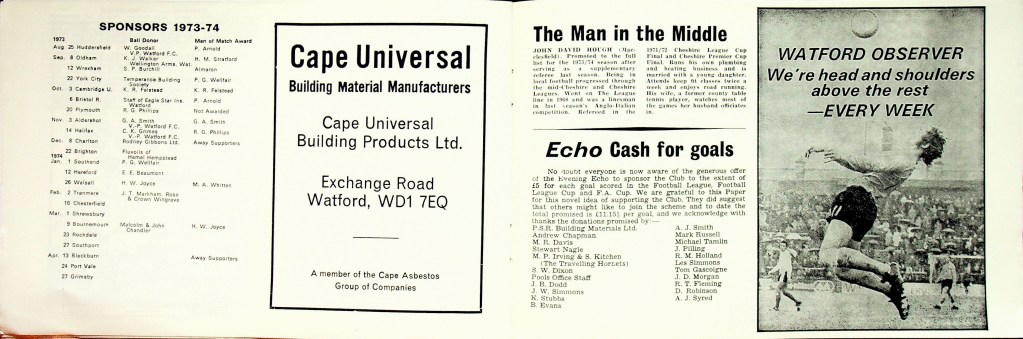 SPONSORS 1973-74
1973 Ball Donor Man of Match Award
Aug. 25 Huddersfield W. Goodall P. Arnold
V.P. Watford F.C.
Sep. 8 Oldham K. J. Walker H. M. Stratford
Wellington Arms, Wat.
12 Wrexham S. P. Burchill Almaron
22 York City Temperance Building P. G. Wellfair
Society
Oct. 3 Cambridge U. K. R. Felstead K. R. Felstead
6 Bristol R. Staff of Eagle Star Ins. P. Arnold
Watford
20 Plymouth R. G. Phillips Not Awarded
Nov. 3 Aldershot G. A. Smith G. A. Smith
V.-P. Watford F.C.
14 Halifax C. K. Grimes R. G. Phillips
V.-P. Watford F.C.
Dec. 8 Charlton Rodney Gibbons Ltd. Away Supporters
22 Brighton Fluvoils of
1974 Hemel Hempstead
Jan. 1 Southend P. G. Wellfair
12 Hereford E. E. Beaumont
26 Walsall H. W. Joyce M. A. Whitten
Feb. 2 Tranmere J. T. Markham, Rose
& Crown Wingrave
16 Chesterfield
Mar. 1 Shrewsbury
9 Bournemouth Malcolm & John H. W. Joyce
Chandler
23 Rochdale
27 Southport
Apr. 13 Blackburn Away Supporters
24 Port Vale
27 Grimsby
Cape Universal
Building Material Manufacturers
Cape Universal
Building Products Ltd.
Exchange Road
Watford, WD1 7EQ
A member of the Cape Asbestos
Group of Companies
The Man in the Middle
JOHN DAVID HOUGH (Mac-
clesfield). Promoted to the full
list for the 1973/74 season after
serving as a supplementary
referee last season. Being in
local football progressed through
the mid-Cheshire and Cheshire
Leagues. Went on The League
line in 1968 and was a linesman
in last season's Anglo-Italian
competition. Refereed in the
1971/72 Cheshire League Cup
Final and Cheshire Premier Cup
Final. Runs his own plumbing
and heating business and is
married with a young daughter.
Attends keep fit classes twice a
week and enjoys road running.
His wife, a former county table
tennis player, watches most of
the games her husband officiates
in.
Echo Cash for goals
No doubt everyone is now aware of the generous offer
of the Evening Echo to sponsor the Club to the extent of
£5 for each goal scored in the Football League, Football
League Cup and F.A. Cup. We are grateful to this Paper
for this novel idea of supporting the Club. They did suggest
that others might like to join the scheme and to date the
total promised is £11.15½ per goal, and we acknowledge with
thanks the donations promised by:—
P.S.R. Building Materials Ltd.
Andrew Chapman
M. R. Davis
Stewart Nagle
M. P. Irving & S. Kitchen
(The Travelling Hornets)
S. W. Dixon
Pools Office Staff
J. B. Dodd
J. W. Simmons
K. Stubbs
B. Evans
A. J. Smith
Mark Russell
Michael Tamlin
J. Pilling
R. M. Holland
Les Simmons
Tom Gascoigne
J. D. Morgan
R. T. Fleming
D. Robinson
A. J. Syred
WATFORD OBSERVER
We're head and shoulders
above the rest
—EVERY WEEK